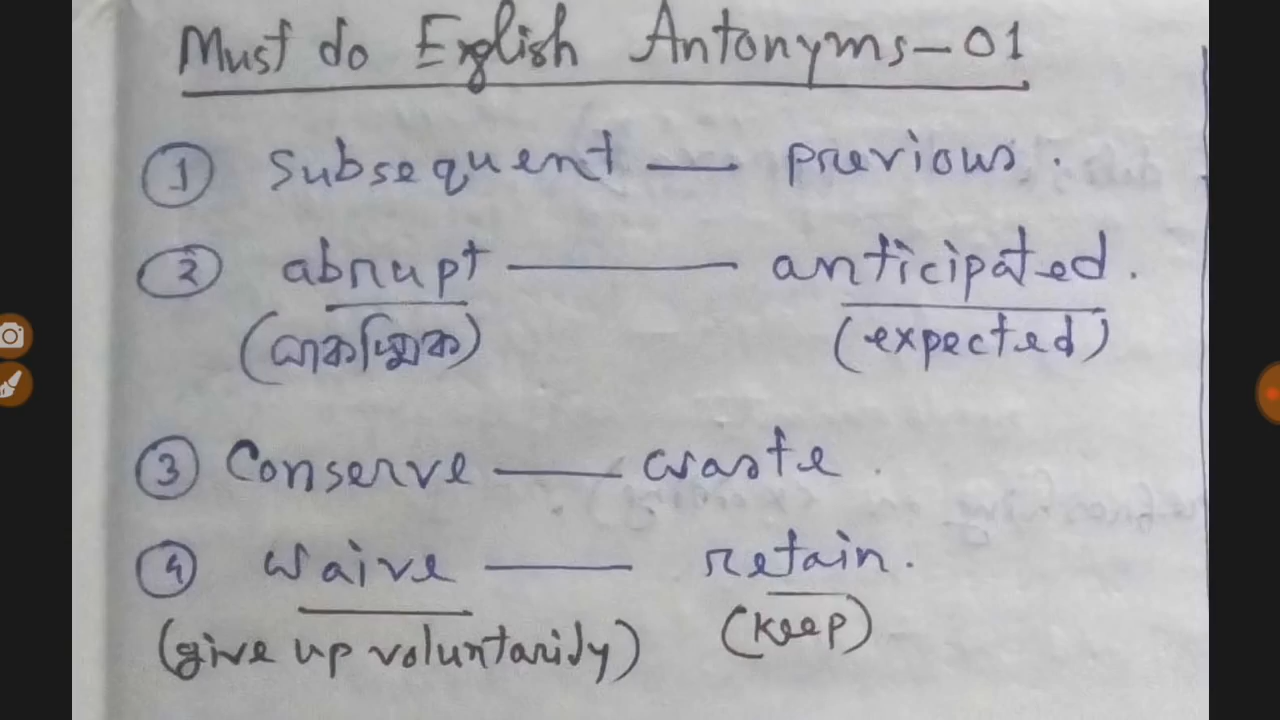 Must do English Antonyms-01
① Subsequent — previous.
② abrupt — anticipated.
(আকস্মিক) (expected)
③ Conserve — waste.
④ waive — retain.
(give up voluntarily) (keep)